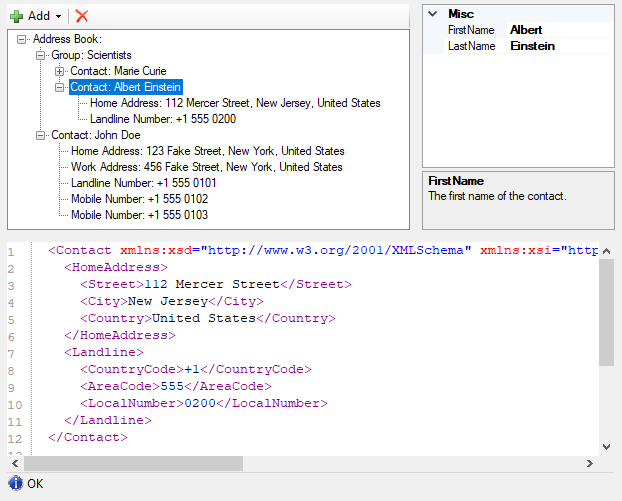 Add
Address Book:
Group: Scientists
Contact: Marie Curie
Contact: Albert Einstein
Home Address: 112 Mercer Street, New Jersey, United States
Landline Number: +1 555 0200
Contact: John Doe
Home Address: 123 Fake Street, New York, United States
Work Address: 456 Fake Street, New York, United States
Landline Number: +1 555 0101
Mobile Number: +1 555 0102
Mobile Number: +1 555 0103
Misc
FirstName Albert
LastName Einstein
FirstName
The first name of the contact.
1 <Contact xmlns:xsd="http://www.w3.org/2001/XMLSchema" xmlns:xsi="http
2 <HomeAddress>
3 <Street>112 Mercer Street</Street>
4 <City>New Jersey</City>
5 <Country>United States</Country>
6 </HomeAddress>
7 <Landline>
8 <CountryCode>+1</CountryCode>
9 <AreaCode>555</AreaCode>
10 <LocalNumber>0200</LocalNumber>
11 </Landline>
12 </Contact>
OK